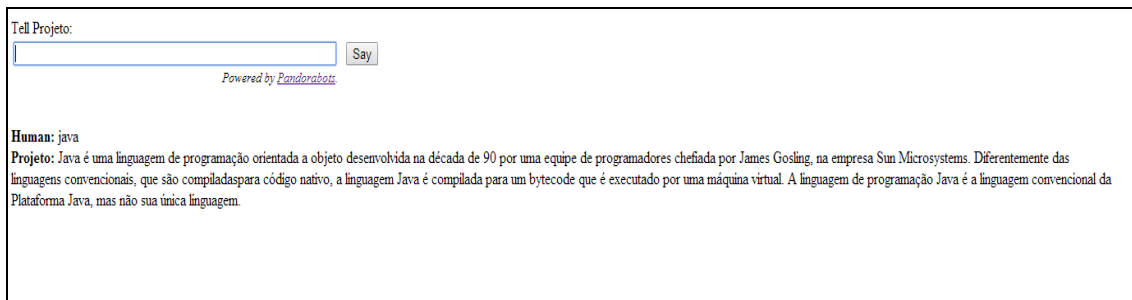 Tell Projeto:
Say
Powered by Pandorabots.
Human: java
Projeto: Java é uma linguagem de programação orientada a objeto desenvolvida na década de 90 por uma equipe de programadores chefiada por James Gosling, na empresa Sun Microsystems. Diferentemente das
linguagens convencionais, que são compiladaspara código nativo, a linguagem Java é compilada para um bytecode que é executado por uma máquina virtual. A linguagem de programação Java é a linguagem convencional da
Plataforma Java, mas não sua única linguagem.